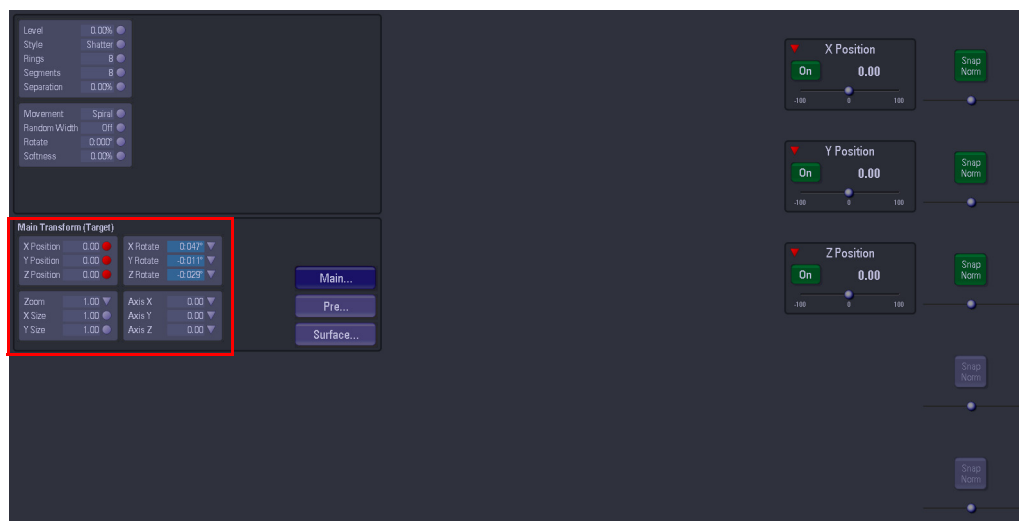 Level 0.00%
Style Shatter
Rings 8
Segments 8
Separation 0.00%
Movement Spiral
Random Width Off
Rotate 0:000°
Softness 0.00%
Main Transform (Target)
X Position 0.00 X Rotate 0:047°
Y Position 0.00 Y Rotate -0:011°
Z Position 0.00 Z Rotate -0:029°
Zoom 1.00 Axis X 0.00
X Size 1.00 Axis Y 0.00
Y Size 1.00 Axis Z 0.00
Main...
Pre...
Surface...
X Position
On 0.00
-100 0 100
Snap
Norm
Y Position
On 0.00
-100 0 100
Snap
Norm
Z Position
On 0.00
-100 0 100
Snap
Norm
Snap
Norm
Snap
Norm